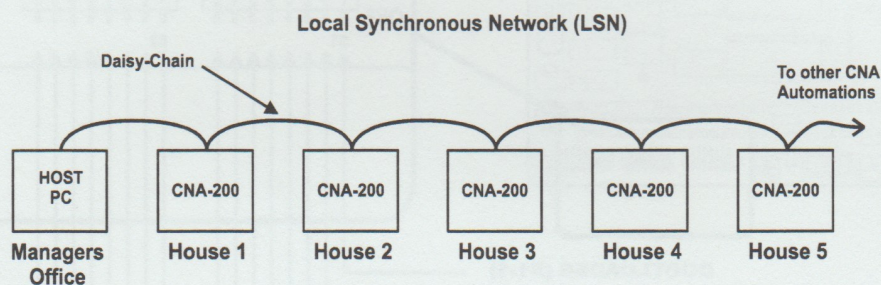 Local Synchronous Network (LSN)
Daisy-Chain
To other CNA
Automations
HOST
PC
CNA-200
CNA-200
CNA-200
CNA-200
CNA-200
Managers
Office
House 1
House 2
House 3
House 4
House 5